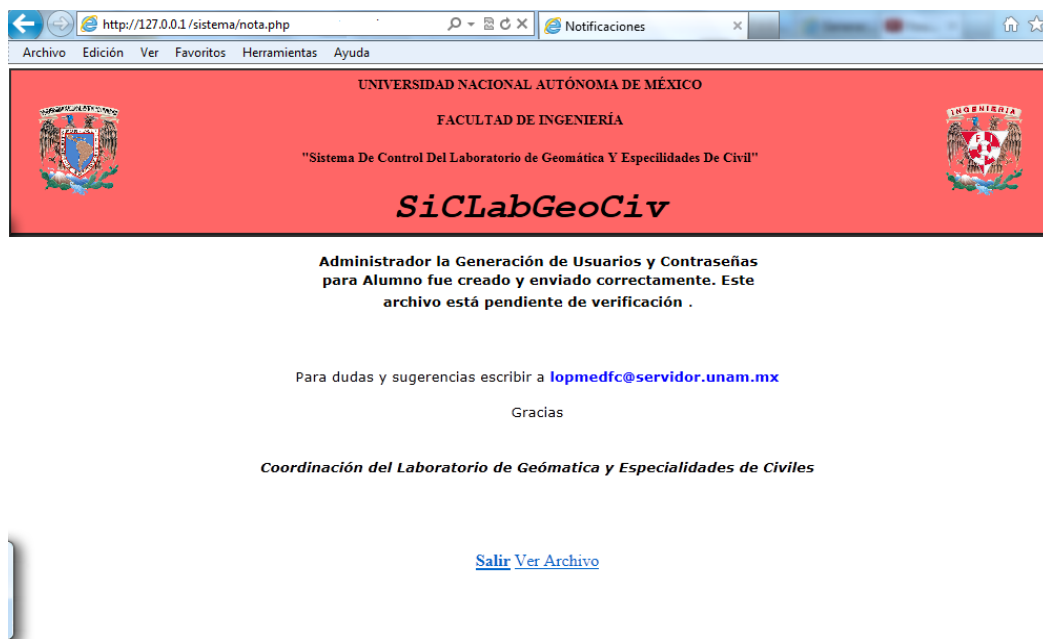 http://127.0.0.1 /sistema/nota.php
Notificaciones
Archivo Edición Ver Favoritos Herramientas Ayuda
UNIVERSIDAD NACIONAL AUTÓNOMA DE MÉXICO
FACULTAD DE INGENIERÍA
INGENIERIA
"Sistema De Control Del Laboratorio de Geomática Y Especilidades De Civil"
SiCLabGeoCiv
Administrador la Generación de Usuarios y Contraseñas
para Alumno fue creado y enviado correctamente. Este
archivo está pendiente de verificación .
Para dudas y sugerencias escribir a lopmedfc@servidor.unam.mx
Gracias
Coordinación del Laboratorio de Geómatica y Especialidades de Civiles
Salir Ver Archivo